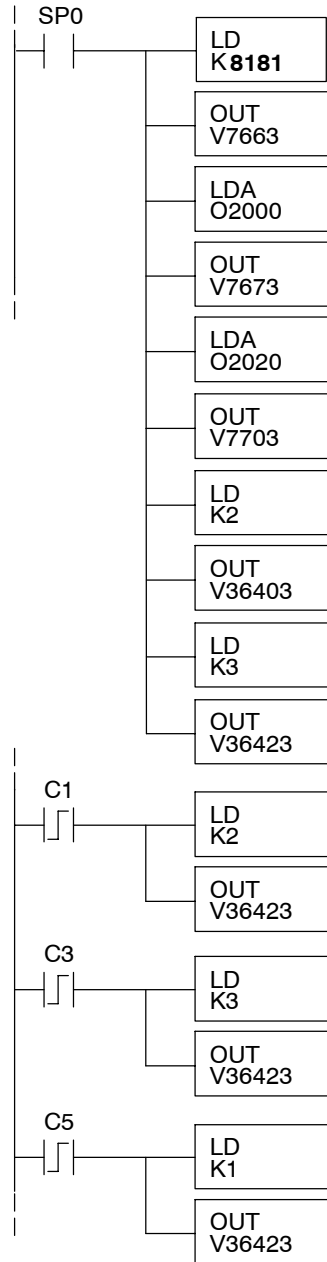 SP0
LD
K8181
OUT
V7663
LDA
O2000
OUT
V7673
LDA
O2020
OUT
V7703
LD
K2
OUT
V36403
LD
K3
OUT
V36423
C1
LD
K2
OUT
V36423
C3
LD
K3
OUT
V36423
C5
LD
K1
OUT
V36423